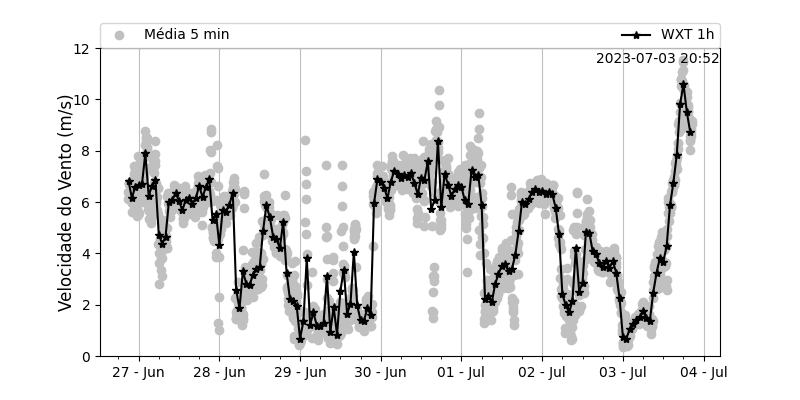 Média 5 min
WXT 1h
2023-07-03 20:52
Velocidade do Vento (m/s)
12
10
8
6
4
2
0
27 - Jun 28 - Jun 29 - Jun 30 - Jun 01 - Jul 02 - Jul 03 - Jul 04 - Jul